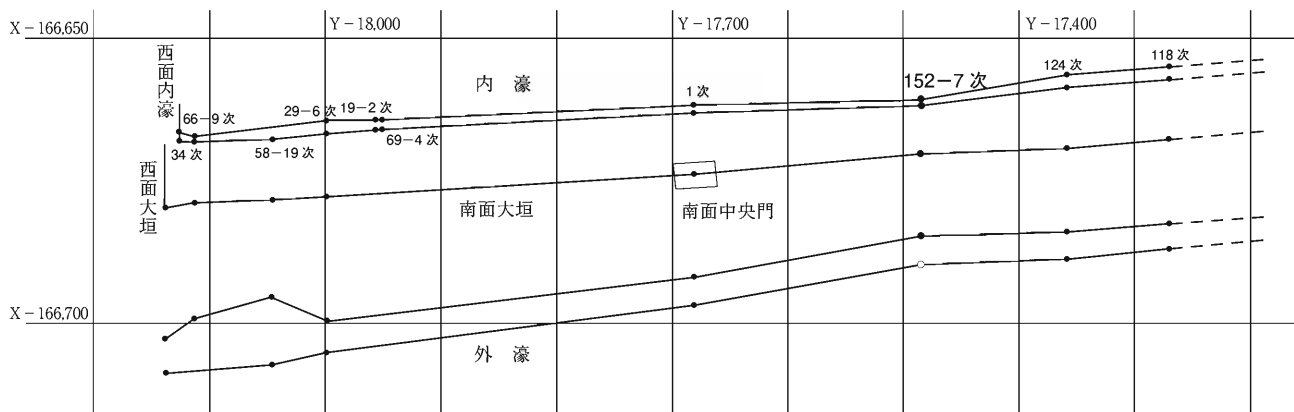 X－166,650
Y－18,000
Y－17,700
Y－17,400
西面内濠
内　濠
66－9 次
29－6 次
19－2 次
1 次
152－7 次
124 次
118 次
34 次
58－19 次
69－4 次
西面大垣
南面大垣
南面中央門
X－166,700
外　濠